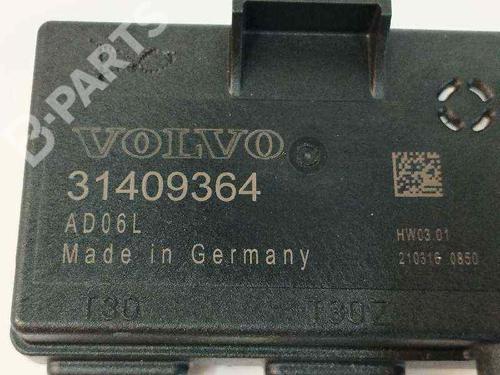 B-PARTS
VOLVO
31409364
AD06L
Made in Germany
HW03.01
210316 0850
T30
T30Z